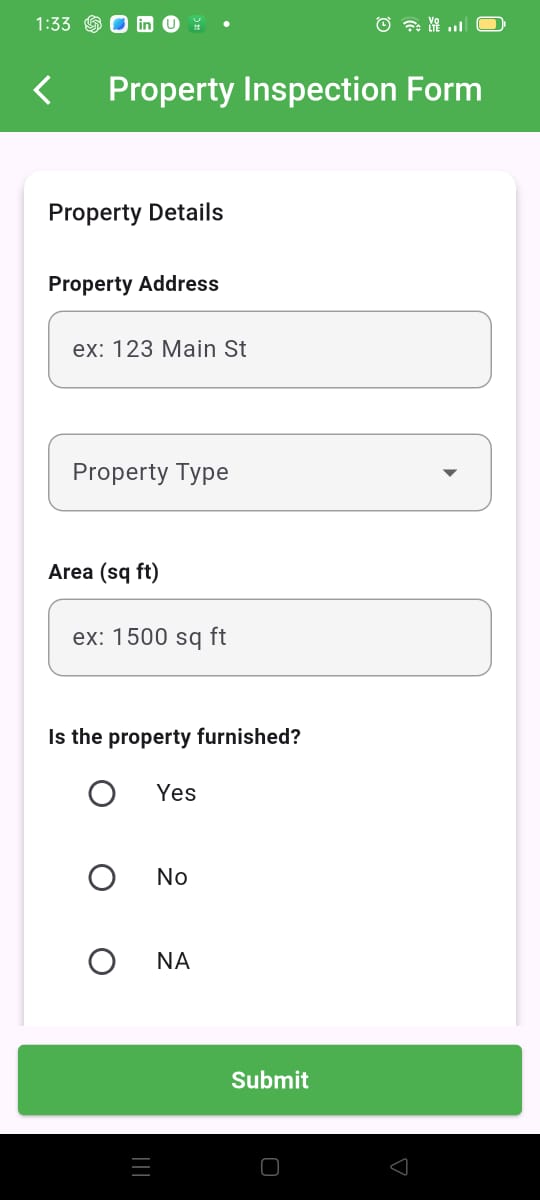 1:33
Property Inspection Form
Property Details
Property Address
ex: 123 Main St
Property Type
Area (sq ft)
ex: 1500 sq ft
Is the property furnished?
Yes
No
NA
Submit